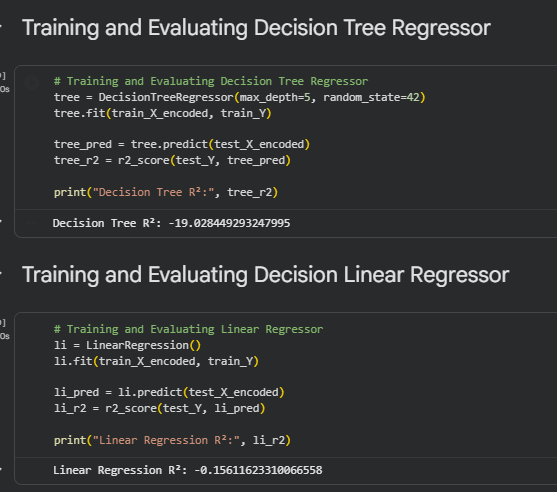 Training and Evaluating Decision Tree Regressor
# Training and Evaluating Decision Tree Regressor
tree = DecisionTreeRegressor(max_depth=5, random_state=42)
tree.fit(train_X_encoded, train_Y)
tree_pred = tree.predict(test_X_encoded)
tree_r2 = r2_score(test_Y, tree_pred)
print("Decision Tree R²:", tree_r2)
Decision Tree R²: -19.028449293247995
Training and Evaluating Decision Linear Regressor
# Training and Evaluating Linear Regressor
li = LinearRegression()
li.fit(train_X_encoded, train_Y)
li_pred = li.predict(test_X_encoded)
li_r2 = r2_score(test_Y, li_pred)
print("Linear Regression R²:", li_r2)
Linear Regression R²: -0.15611623310066558